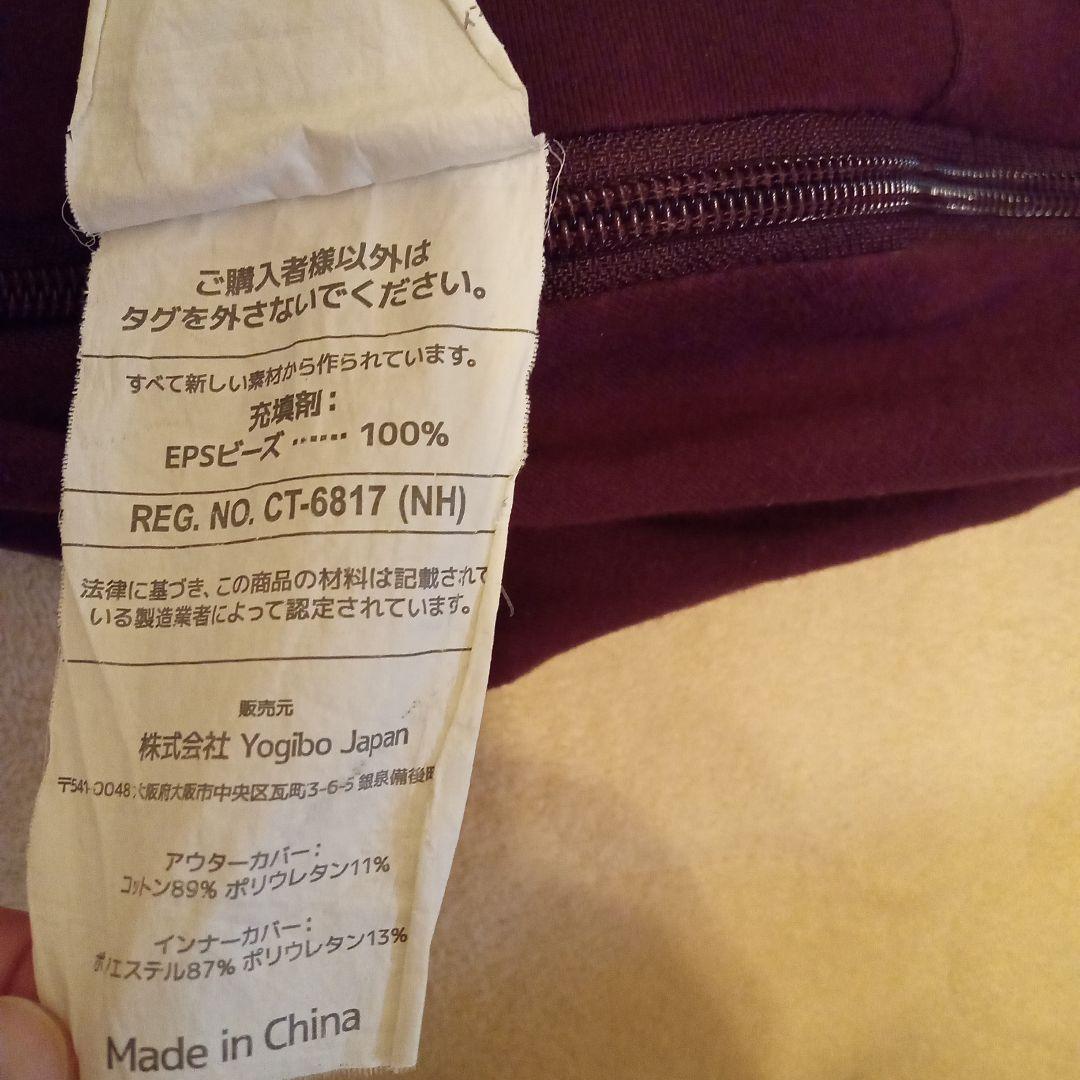 ご購入者様以外は
タグを外さないでください。
すべて新しい素材から作られています。
充填剤：
EPSビーズ ‥‥‥ 100%
REG. NO. CT-6817 (NH)
法律に基づき、この商品の材料は記載されて
いる製造業者によって認定されています。
販売元
株式会社 Yogibo Japan
〒541-0048 大阪府大阪市中央区瓦町3-6-5 銀泉備後町
アウターカバー：
コットン89% ポリウレタン11%
インナーカバー：
ポリエステル87% ポリウレタン13%
Made in China